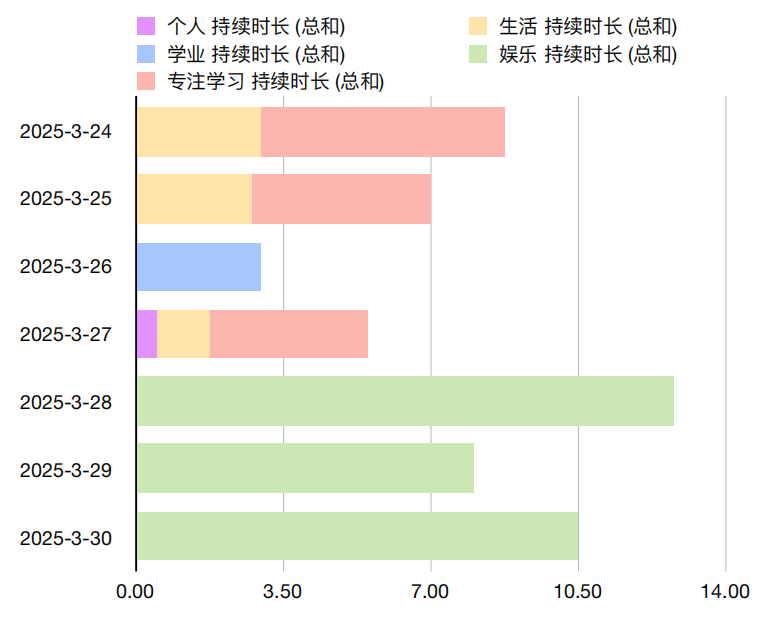 个人 持续时长 (总和)
生活 持续时长 (总和)
学业 持续时长 (总和)
娱乐 持续时长 (总和)
专注学习 持续时长 (总和)
2025-3-24
2025-3-25
2025-3-26
2025-3-27
2025-3-28
2025-3-29
2025-3-30
0.00 3.50 7.00 10.50 14.00